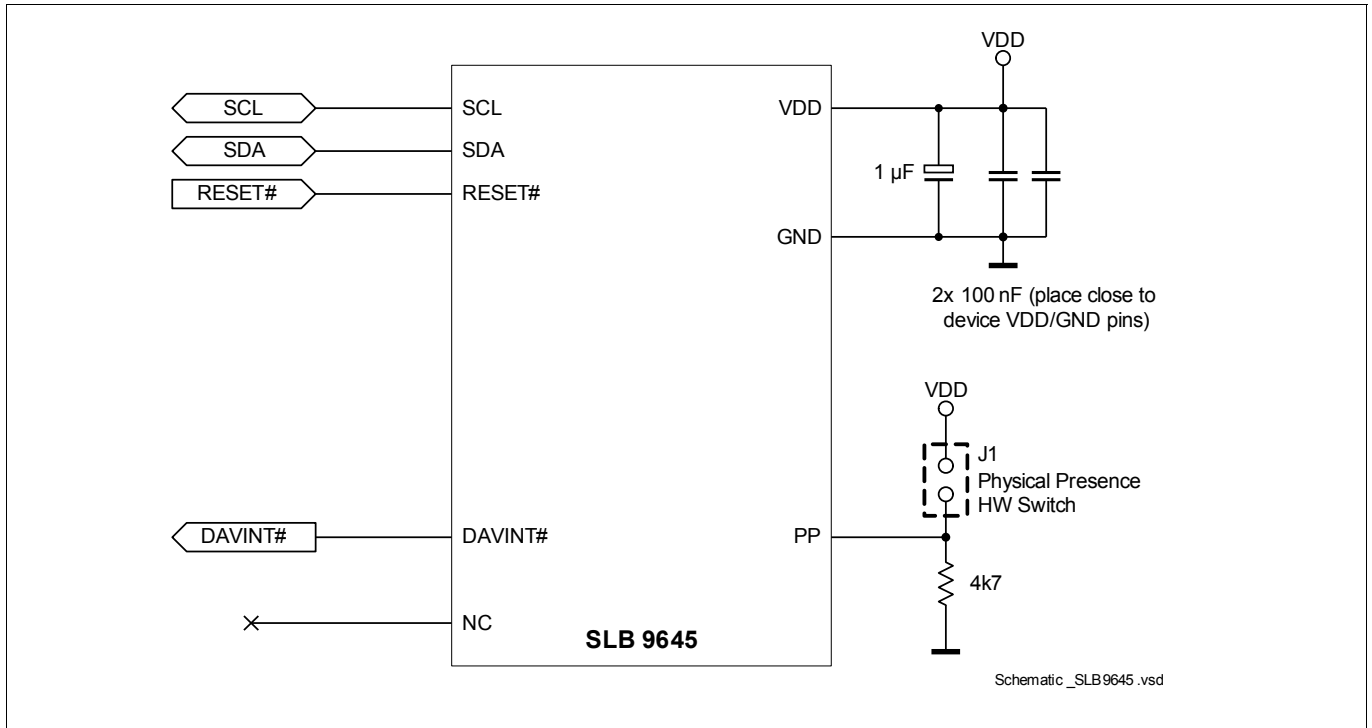 VDD
SCL
SCL
VDD
SDA
SDA
1 µF
RESET#
RESET#
GND
2x 100 nF (place close to
device VDD/GND pins)
VDD
J1
Physical Presence
HW Switch
DAVINT#
DAVINT#
PP
4k7
NC
SLB 9645
Schematic _SLB9645 .vsd